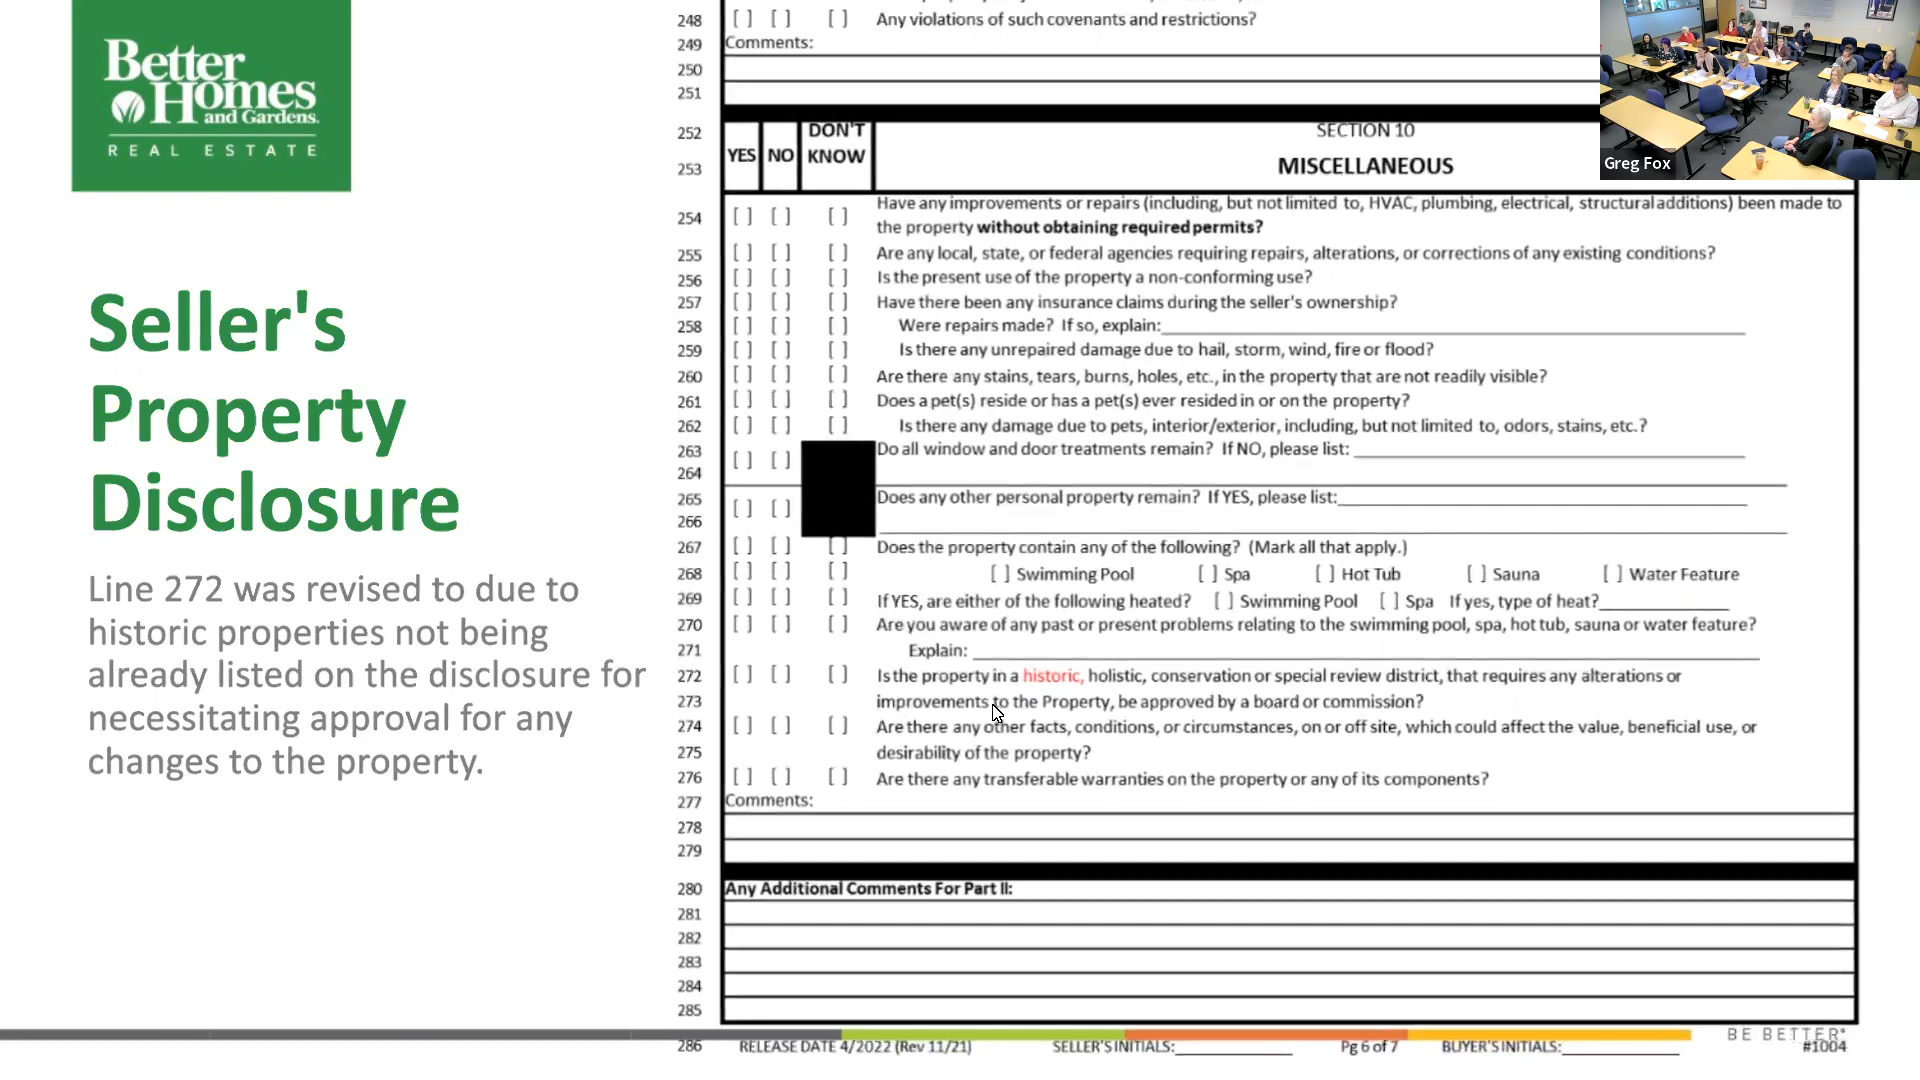 Better
Homes
and Gardens.
REAL ESTATE
Seller's
Property
Disclosure
Line 272 was revised to due to
historic properties not being
already listed on the disclosure for
necessitating approval for any
changes to the property.
248 [ ] [ ] [ ] Any violations of such covenants and restrictions?
249 Comments:
250
251
252 DON'T SECTION 10
253 YES NO KNOW MISCELLANEOUS
Have any improvements or repairs (including, but not limited to, HVAC, plumbing, electrical, structural additions) been made to
254 [ ] [ ] [ ] the property without obtaining required permits?
255 [ ] [ ] [ ] Are any local, state, or federal agencies requiring repairs, alterations, or corrections of any existing conditions?
256 [ ] [ ] [ ] Is the present use of the property a non-conforming use?
257 [ ] [ ] [ ] Have there been any insurance claims during the seller's ownership?
258 [ ] [ ] [ ] Were repairs made? If so, explain:
259 [ ] [ ] [ ] Is there any unrepaired damage due to hail, storm, wind, fire or flood?
260 [ ] [ ] [ ] Are there any stains, tears, burns, holes, etc., in the property that are not readily visible?
261 [ ] [ ] [ ] Does a pet(s) reside or has a pet(s) ever resided in or on the property?
262 [ ] [ ] [ ] Is there any damage due to pets, interior/exterior, including, but not limited to, odors, stains, etc.?
263 [ ] [ ] Do all window and door treatments remain? If NO, please list:
264
265 [ ] [ ] Does any other personal property remain? If YES, please list:
266
267 [ ] [ ] [ ] Does the property contain any of the following? (Mark all that apply.)
268 [ ] [ ] [ ] [ ] Swimming Pool [ ] Spa [ ] Hot Tub [ ] Sauna [ ] Water Feature
269 [ ] [ ] [ ] If YES, are either of the following heated? [ ] Swimming Pool [ ] Spa If yes, type of heat?
270 [ ] [ ] [ ] Are you aware of any past or present problems relating to the swimming pool, spa, hot tub, sauna or water feature?
271 Explain:
272 [ ] [ ] [ ] Is the property in a historic, holistic, conservation or special review district, that requires any alterations or
273 improvements to the Property, be approved by a board or commission?
274 [ ] [ ] [ ] Are there any other facts, conditions, or circumstances, on or off site, which could affect the value, beneficial use, or
275 desirability of the property?
276 [ ] [ ] [ ] Are there any transferable warranties on the property or any of its components?
277 Comments:
278
279
280 Any Additional Comments For Part II:
281
282
283
284
285
286 RELEASE DATE 4/2022 (Rev 11/21) SELLER'S INITIALS: Pg 6 of 7 BUYER'S INITIALS: #1004
BE BETTER
Greg Fox